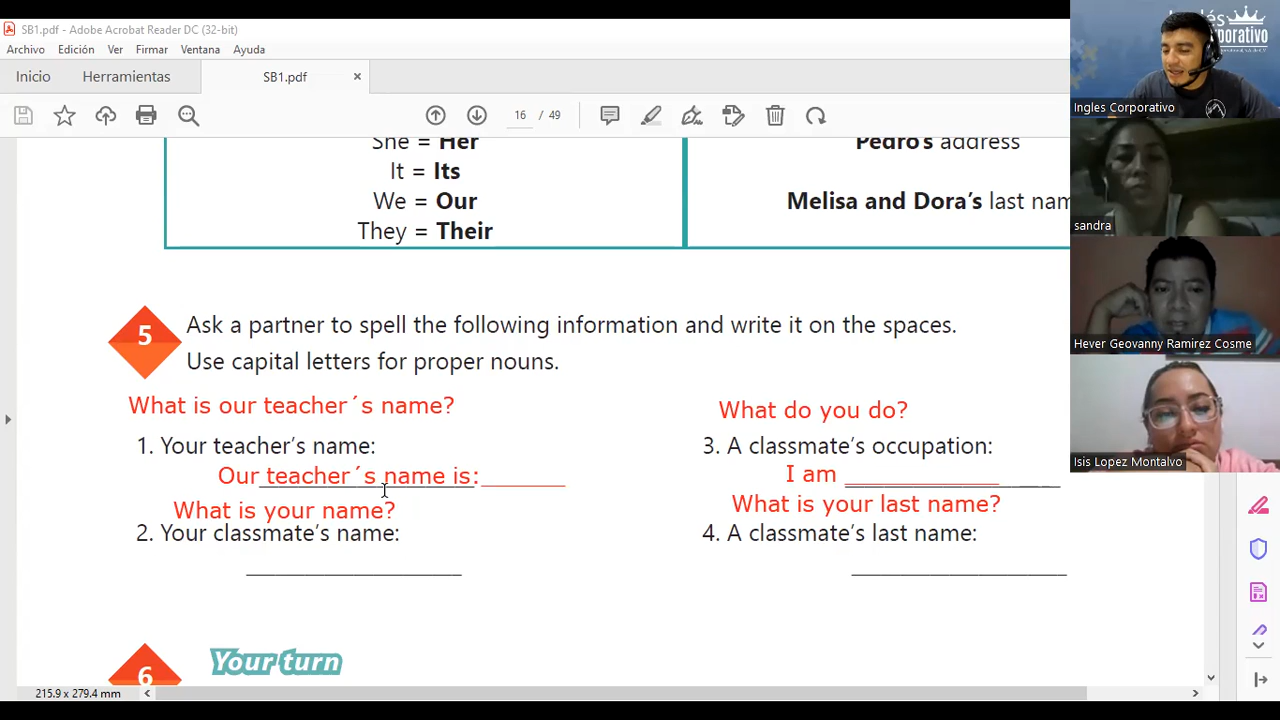 SB1.pdf - Adobe Acrobat Reader DC (32-bit)
Archivo Edición Ver Firmar Ventana Ayuda
Inicio Herramientas SB1.pdf ×
16 / 49
She = Her
It = Its
We = Our
They = Their
Pedro's address
Melisa and Dora's last nam
5
Ask a partner to spell the following information and write it on the spaces.
Use capital letters for proper nouns.
What is our teacher´s name?
1. Your teacher's name:
Our teacher´s name is:
What is your name?
2. Your classmate's name:
What do you do?
3. A classmate's occupation:
I am
What is your last name?
4. A classmate's last name:
6
Your turn
215.9 x 279.4 mm
Ingles Corporativo
sandra
Hever Geovanny Ramirez Cosme
Isis Lopez Montalvo